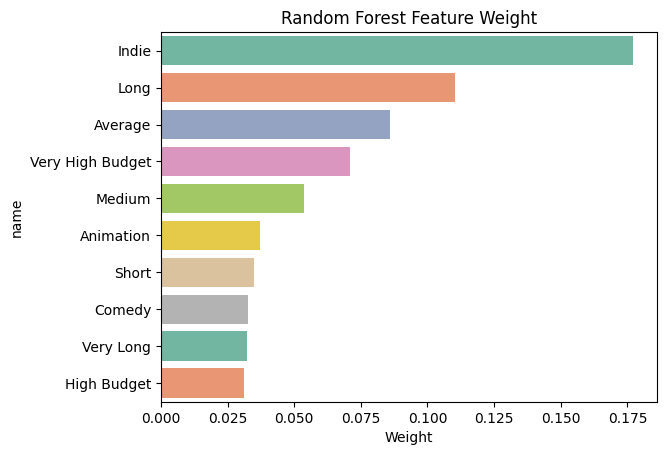 Random Forest Feature Weight
Indie
Long
Average
Very High Budget
Medium
Animation
Short
Comedy
Very Long
High Budget
name
0.000 0.025 0.050 0.075 0.100 0.125 0.150 0.175
Weight